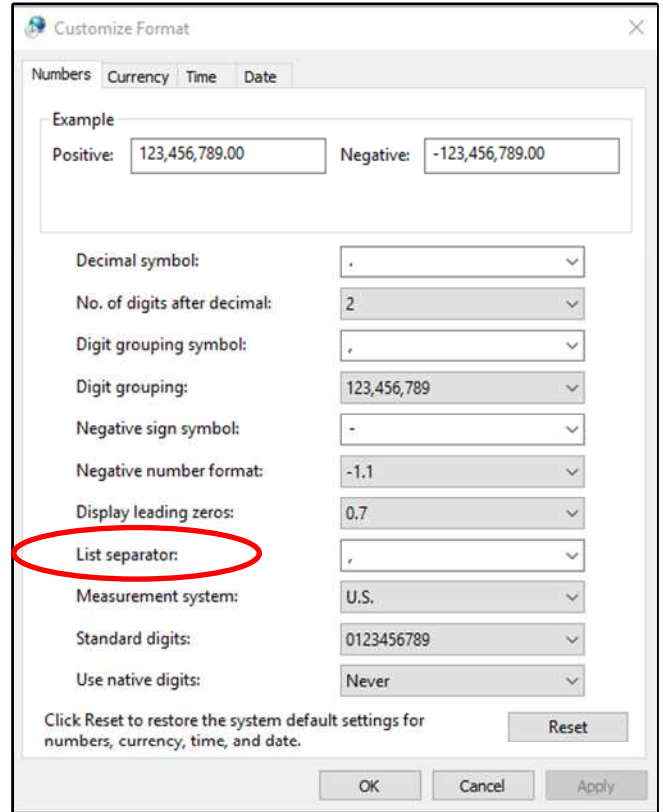 Customize Format
Numbers Currency Time Date
Example
Positive: 123,456,789.00 Negative: -123,456,789.00
Decimal symbol: .
No. of digits after decimal: 2
Digit grouping symbol: ,
Digit grouping: 123,456,789
Negative sign symbol: -
Negative number format: -1.1
Display leading zeros: 0.7
List separator: ,
Measurement system: U.S.
Standard digits: 0123456789
Use native digits: Never
Click Reset to restore the system default settings for
numbers, currency, time, and date.
Reset
OK Cancel Apply